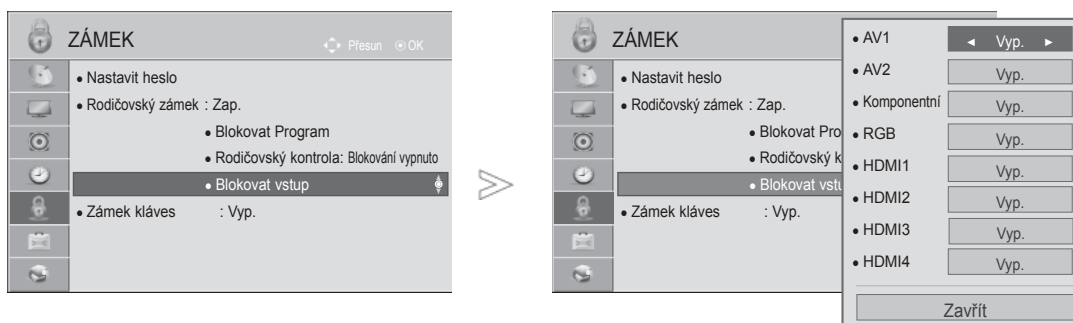 ZÁMEK
Přesun OK
• Nastavit heslo
• Rodičovský zámek : Zap.
• Blokovat Program
• Rodičovský kontrola: Blokování vypnuto
• Blokovat vstup
• Zámek kláves : Vyp.
ZÁMEK
• Nastavit heslo
• Rodičovský zámek : Zap.
• Blokovat Pro
• Rodičovský k
• Blokovat vstu
• Zámek kláves : Vyp.
• AV1 ◄ Vyp. ►
• AV2 Vyp.
• Komponentní Vyp.
• RGB Vyp.
• HDMI1 Vyp.
• HDMI2 Vyp.
• HDMI3 Vyp.
• HDMI4 Vyp.
Zavřít